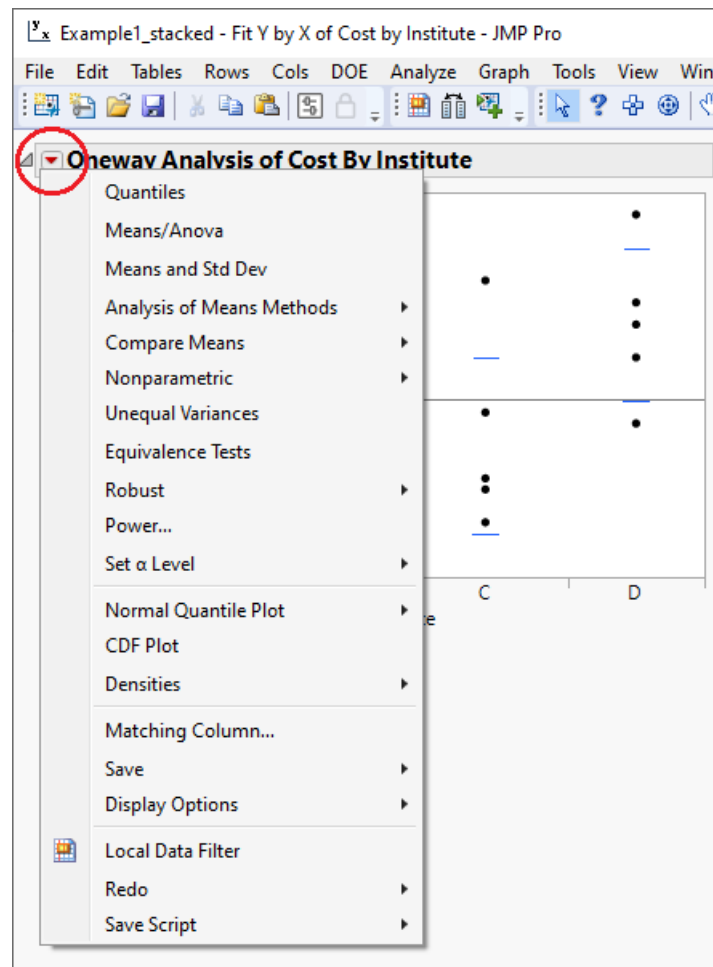 Example1_stacked - Fit Y by X of Cost by Institute - JMP Pro
File Edit Tables Rows Cols DOE Analyze Graph Tools View Win
Oneway Analysis of Cost By Institute
Quantiles
Means/Anova
Means and Std Dev
Analysis of Means Methods
Compare Means
Nonparametric
Unequal Variances
Equivalence Tests
Robust
Power...
Set α Level
Normal Quantile Plot
CDF Plot
Densities
Matching Column...
Save
Display Options
Local Data Filter
Redo
Save Script
C D
te